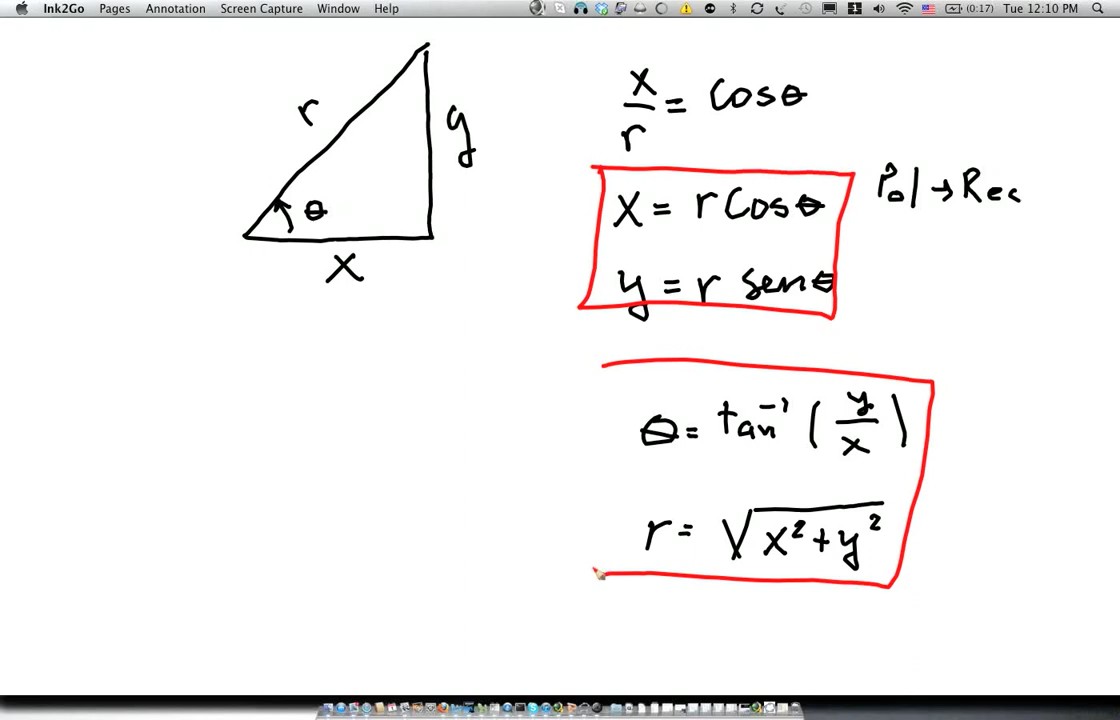 Ink2Go Pages Annotation Screen Capture Window Help (0:17) Tue 12:10 PM
r
y
θ
x
x/r = cosθ
x = r cosθ
Pol → Rec
y = r senθ
θ = tan⁻¹ (y/x)
r = √x²+y²